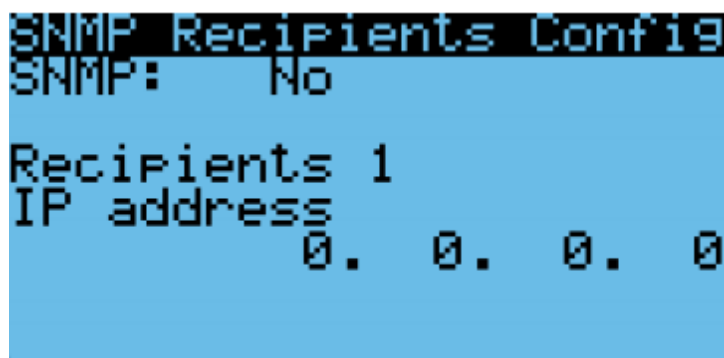 SNMP Recipients Config
SNMP: No
Recipients 1
IP address
0. 0. 0. 0